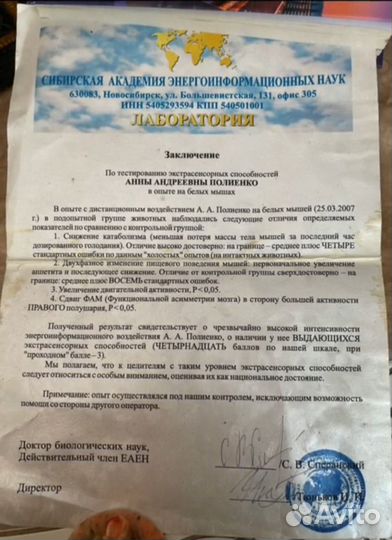 СИБИРСКАЯ АКАДЕМИЯ ЭНЕРГОИНФОРМАЦИОННЫХ НАУК
630083, Новосибирск, ул. Большевистская, 131, офис 305
ИНН 5405293594 КПП 540501001
ЛАБОРАТОРИЯ
Заключение
По тестированию экстрасенсорных способностей
АННЫ АНДРЕЕВНЫ ПОЛИЕНКО
в опыте на белых мышах
В опыте с дистанционным воздействием А. А. Полиенко на белых мышей (25.03.2007
г.) в подопытной группе животных наблюдались следующие отличия определяемых
показателей по сравнению с контрольной группой:
1. Снижение катаболизма (меньшая потеря массы тела мышей за последний час
дозированного голодания). Отличие высоко достоверно: на границе – среднее плюс ЧЕТЫРЕ
стандартных ошибки по данным "холостых" опытов (на интактных животных).
2. Двухфазное изменение пищевого поведения мышей: первоначальное увеличение
аппетита и последующее снижение. Отличие от контрольной группы сверхдостоверно – на
границе: среднее плюс ВОСЕМЬ стандартных ошибок.
3. Увеличение двигательной активности, Р< 0,05.
4. Сдвиг ФАМ (Функциональной асимметрии мозга) в сторону большей активности
ПРАВОГО полушария, Р< 0,05.
Полученный результат свидетельствует о чрезвычайно высокой интенсивности
энергоинформационного воздействия А. А. Полиенко, о наличии у нее ВЫДАЮЩИХСЯ
экстрасенсорных способностей (ЧЕТЫРНАДЦАТЬ баллов по нашей шкале, при
"проходном" балле – 3).
Мы полагаем, что к целителям с таким уровнем экстрасенсорных способностей
следует относиться с особым вниманием, оценивая их как национальное достояние.
Примечание: опыт осуществлялся под нашим контролем, исключающим возможность
помощи со стороны другого оператора.
Доктор биологических наук,
Действительный член ЕАЕН
/С. В. Сперанский
Директор
/Тюньков И. И.
Avito